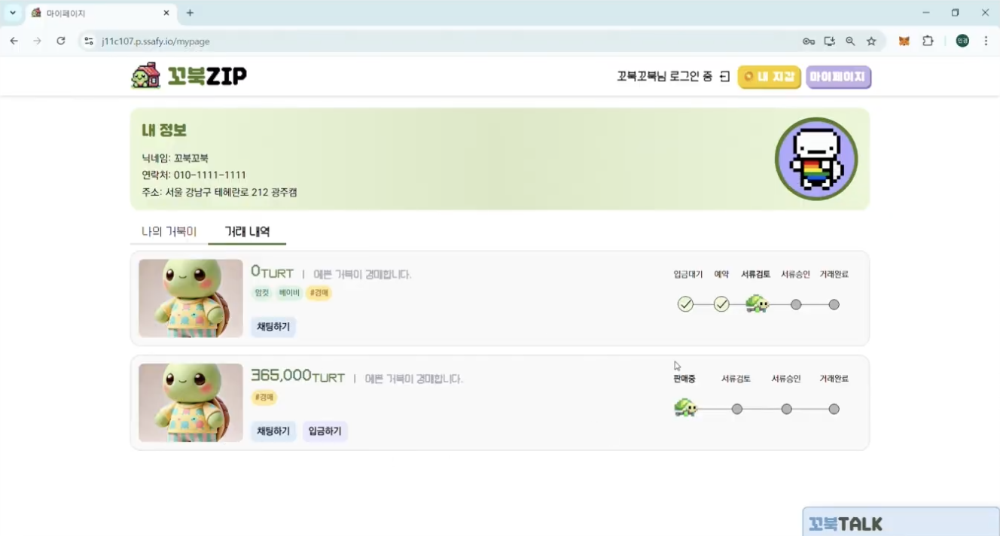 마이페이지
j11c107.p.ssafy.io/mypage
민경
꼬북ZIP
꼬북꼬북님 로그인 중
내 지갑
마이페이지
내 정보
닉네임: 꼬북꼬북
연락처: 010-1111-1111
주소: 서울 강남구 테헤란로 212 광주캠
나의 거북이
거래 내역
0TURT | 예쁜 거북이 경매합니다.
암컷 베이비 #경매
채팅하기
입금대기 예약 서류검토 서류승인 거래완료
365,000TURT | 예쁜 거북이 경매합니다.
#경매
채팅하기 입금하기
판매중 서류검토 서류승인 거래완료
꼬북TALK